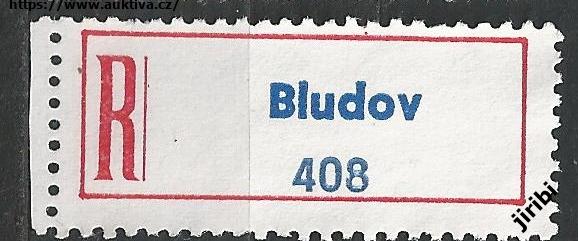 https://www.auktiva.cz/
R
Bludov
408
jiribi